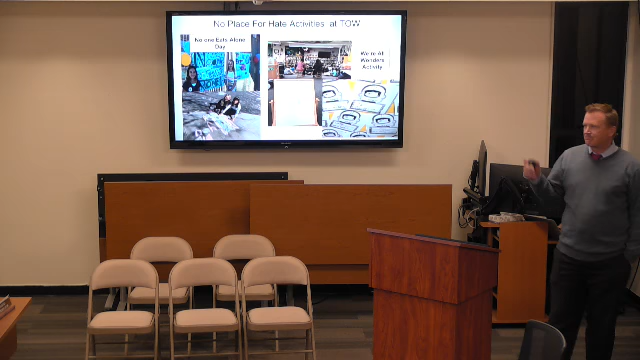 No Place For Hate Activities at TOW
No one Eats Alone
Day
We're All
Wonders
Activity